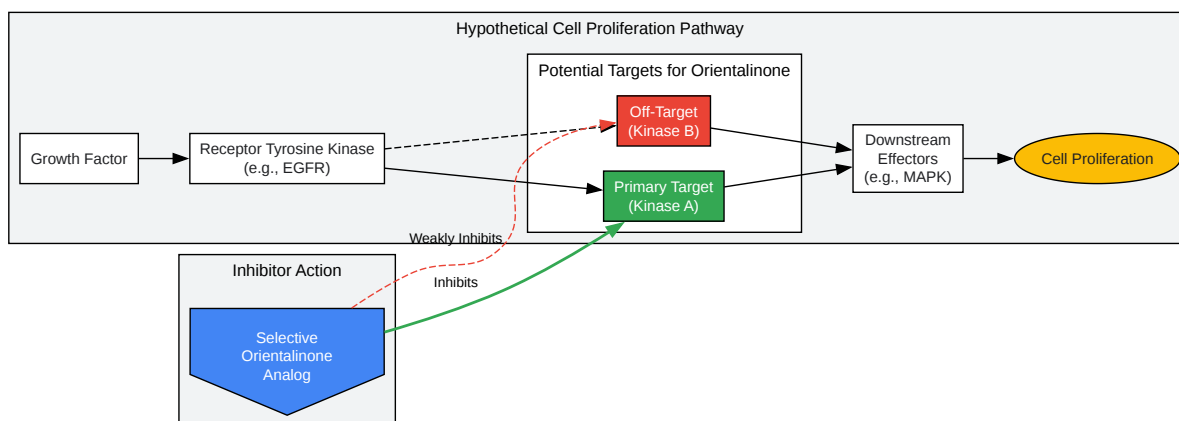 Hypothetical Cell Proliferation Pathway
Potential Targets for Orientalinone
Growth Factor
Receptor Tyrosine Kinase
(e.g., EGFR)
Off-Target
(Kinase B)
Primary Target
(Kinase A)
Downstream
Effectors
(e.g., MAPK)
Cell Proliferation
Weakly Inhibits
Inhibits
Inhibitor Action
Selective
Orientalinone
Analog